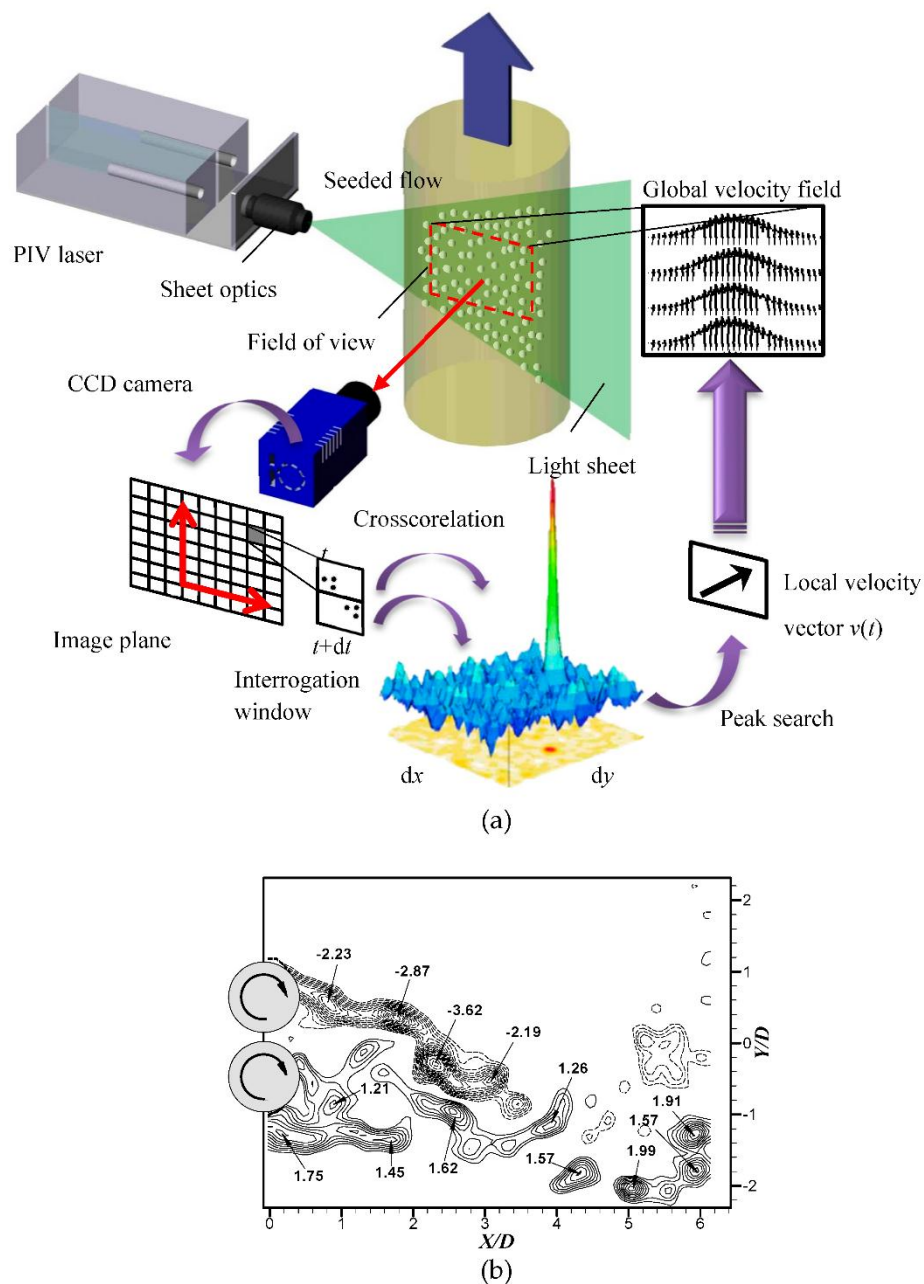 Seeded flow
Global velocity field
PIV laser
Sheet optics
Field of view
CCD camera
Light sheet
Crosscorelation
t
Local velocity
vector v(t)
Image plane
t+dt
Interrogation
window
Peak search
dx
dy
(a)
2
-2.23
-2.87
1
-3.62
-2.19
0
Y/D
1.26
1.21
1.91
-1
1.57
1.75
1.45
1.62
1.57
1.99
-2
0
1
2
3
4
5
6
X/D
(b)